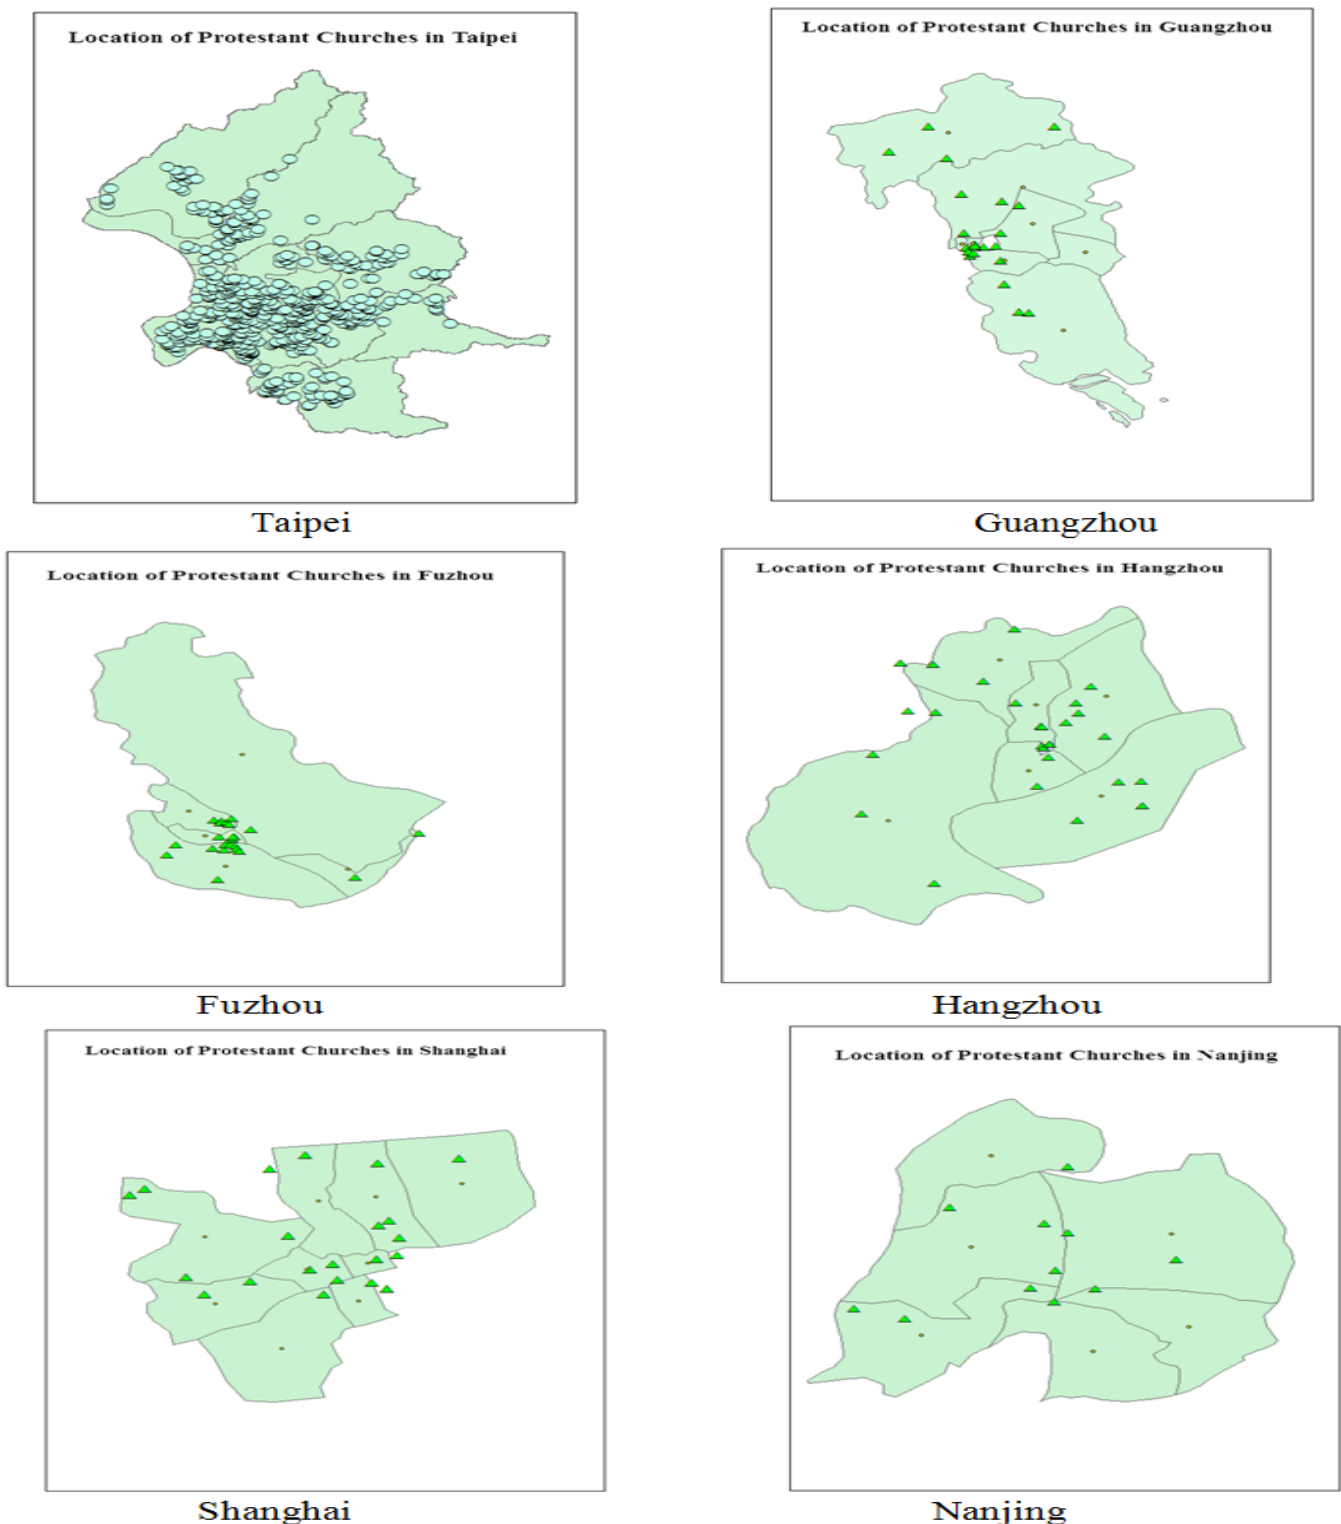 Location of Protestant Churches in Taipei
Location of Protestant Churches in Guangzhou
Taipei
Guangzhou
Location of Protestant Churches in Fuzhou
Location of Protestant Churches in Hangzhou
Fuzhou
Hangzhou
Location of Protestant Churches in Shanghai
Location of Protestant Churches in Nanjing
Shanghai
Nanjing